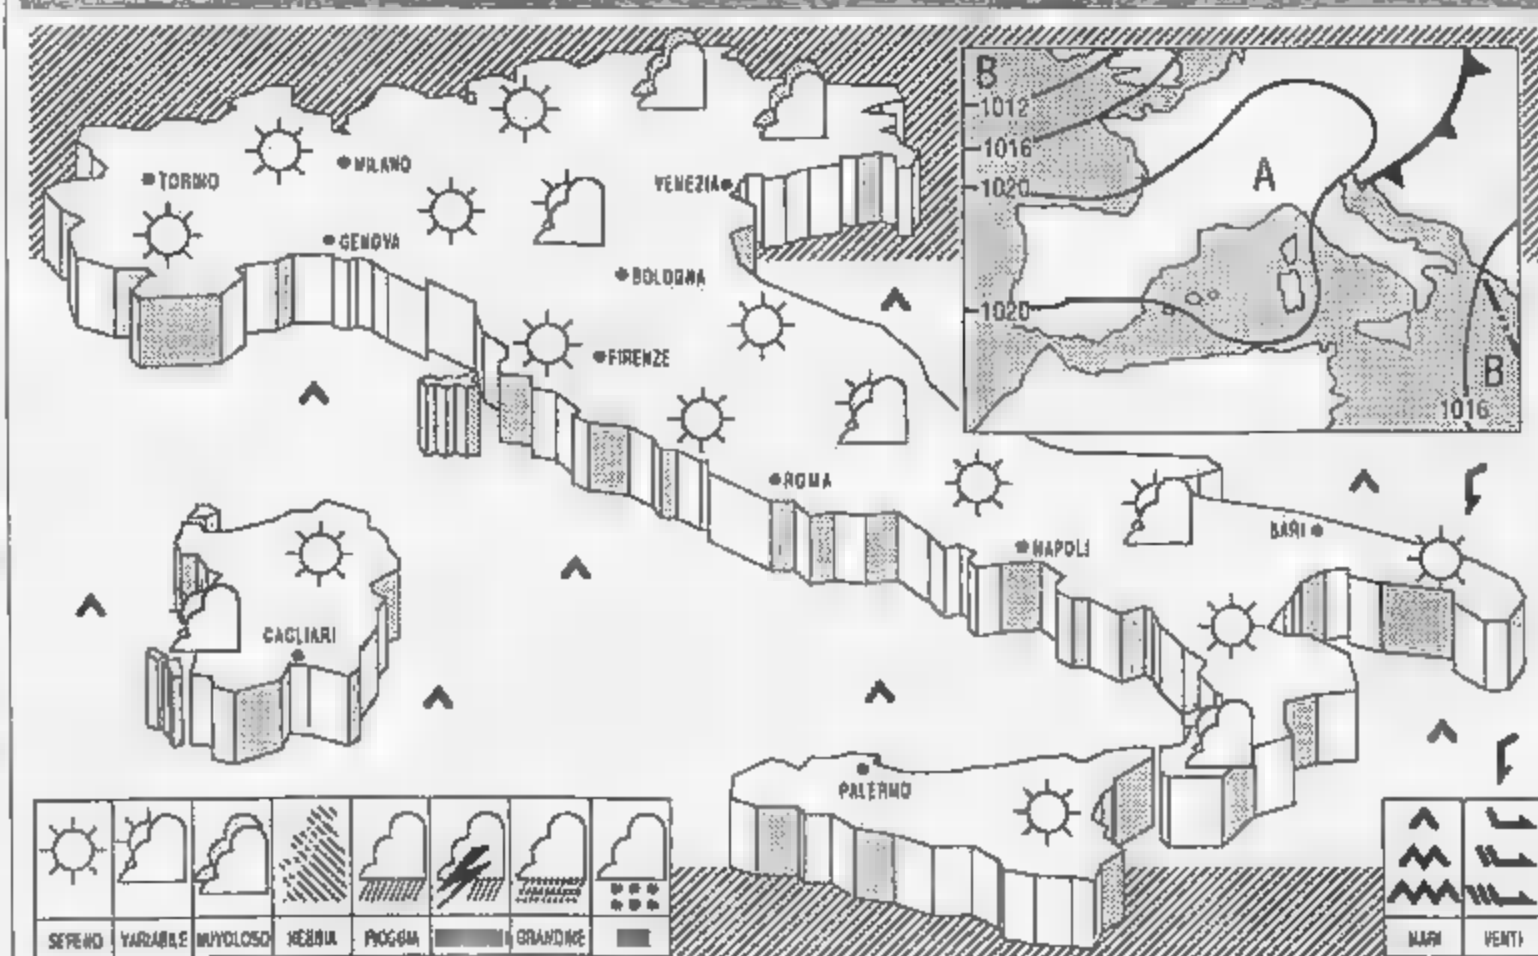 B
1012
1016
1020
A
1020
B
1016
MILANO
TORINO
VENEZIA
GENOVA
BOLOGNA
FIRENZE
ROMA
BARI
NAPOLI
CAGLIARI
PALERMO
SERENO VARIABILE NUVOLOSO NEBBIA PIOGGIA GRANDINE
MARI VENTI